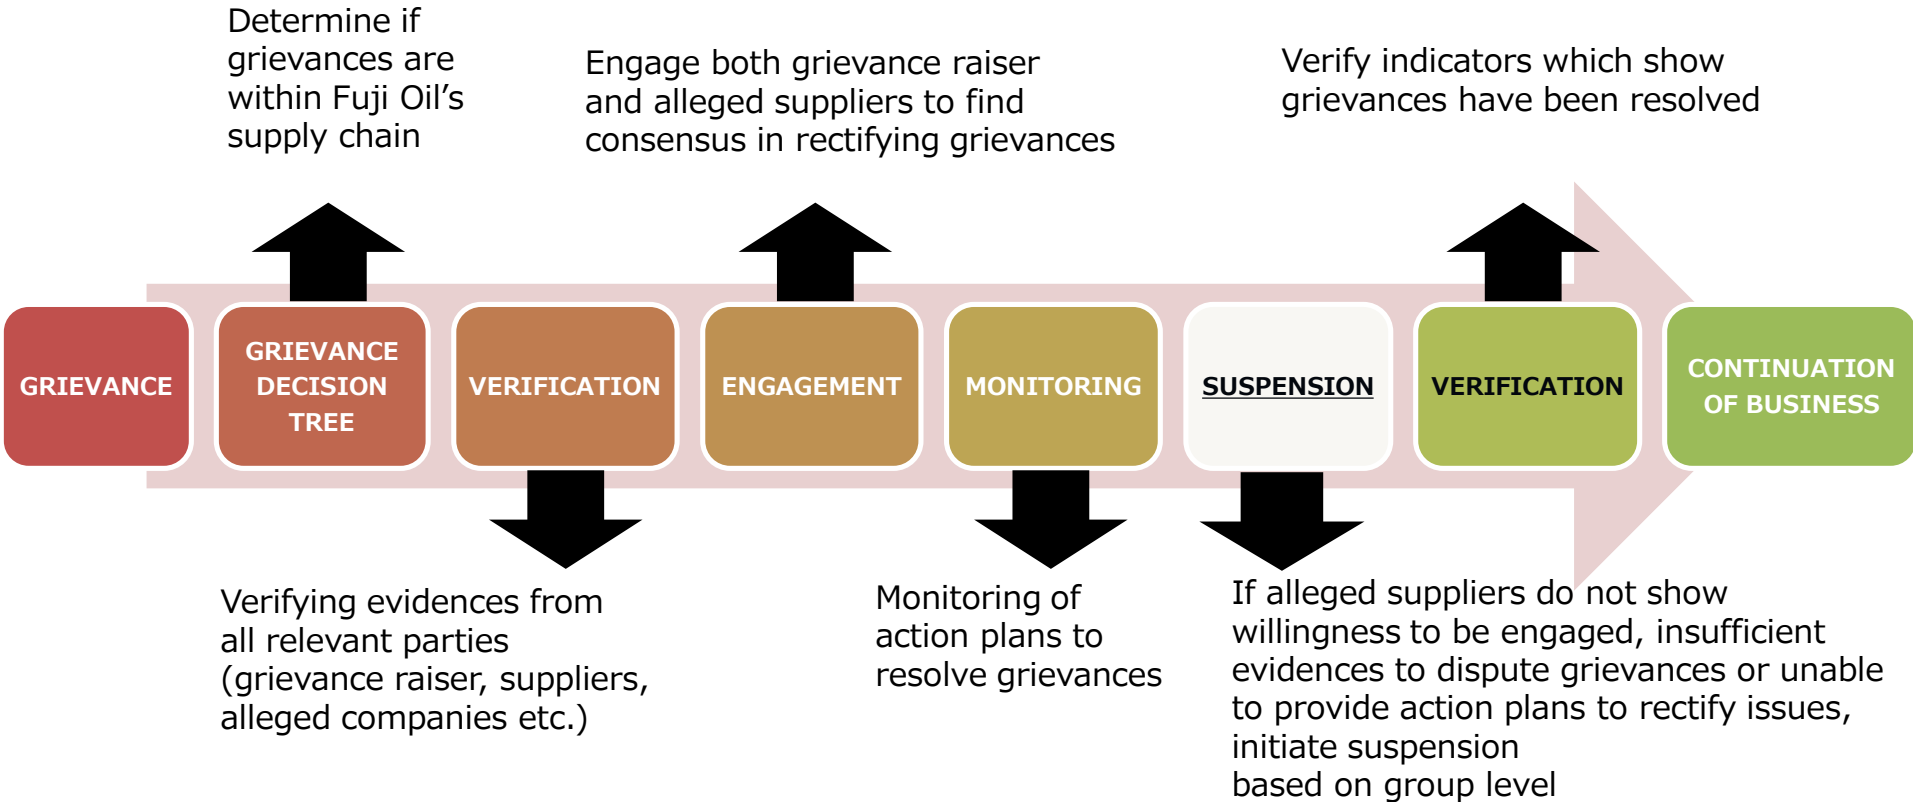 Determine if
grievances are
within Fuji Oil’s
supply chain
Engage both grievance raiser
and alleged suppliers to find
consensus in rectifying grievances
Verify indicators which show
grievances have been resolved
GRIEVANCE
GRIEVANCE
DECISION
TREE
VERIFICATION
ENGAGEMENT
MONITORING
SUSPENSION
VERIFICATION
CONTINUATION
OF BUSINESS
Verifying evidences from
all relevant parties
(grievance raiser, suppliers,
alleged companies etc.)
Monitoring of
action plans to
resolve grievances
If alleged suppliers do not show
willingness to be engaged, insufficient
evidences to dispute grievances or unable
to provide action plans to rectify issues,
initiate suspension
based on group level